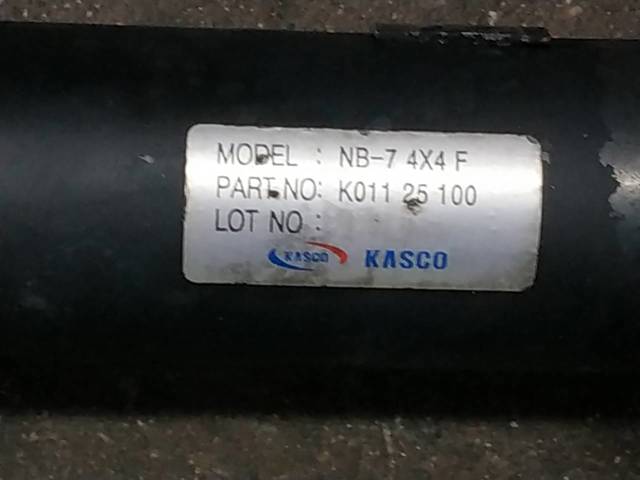 MODEL : NB-7 4X4 F
PART NO: K011 25 100
LOT NO :
KASCO KASCO